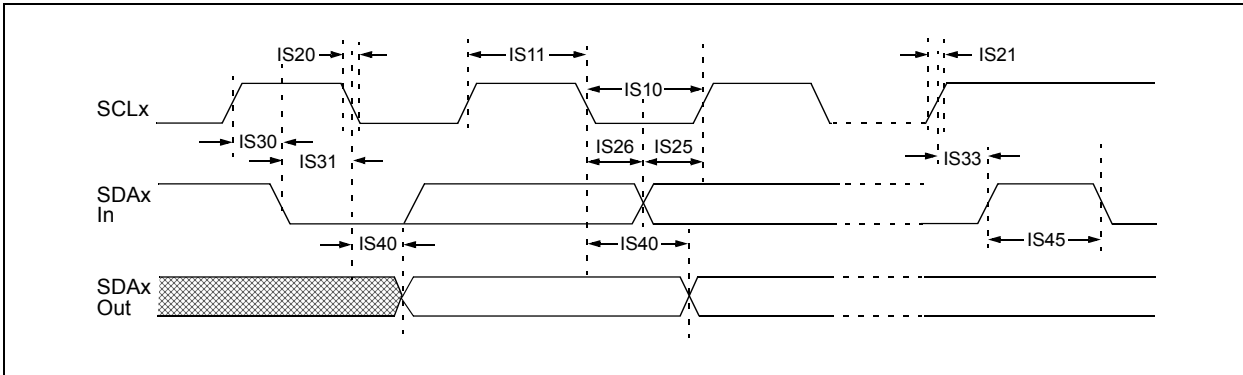 IS20
IS11
IS21
IS10
SCLx
IS30
IS31
IS26
IS25
IS33
SDAx
In
IS40
IS40
IS45
SDAx
Out